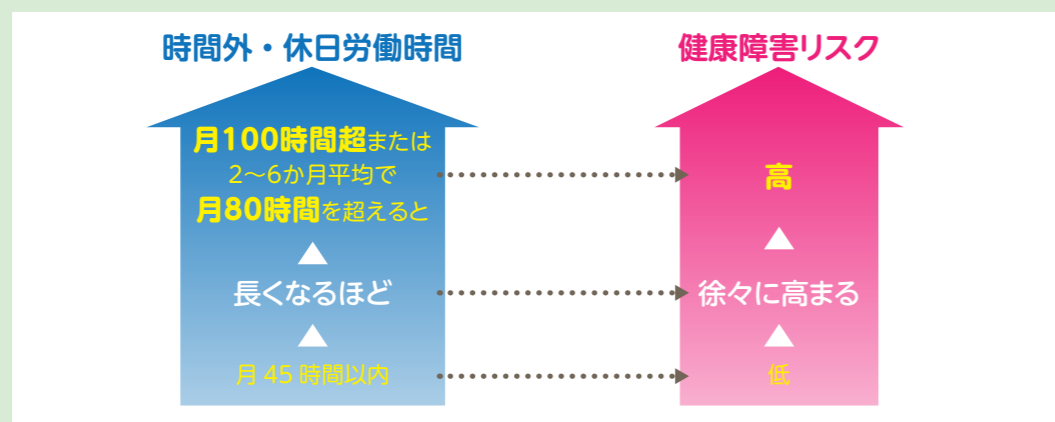 時間外・休日労働時間
健康障害リスク
月100時間超または
2〜6か月平均で
月80時間を超えると
高
長くなるほど
徐々に高まる
月45時間以内
低